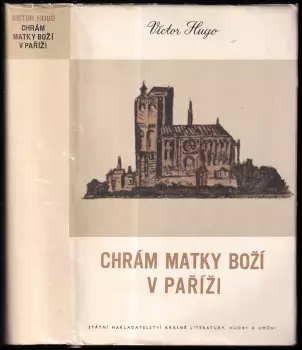 VICTOR HUGO
CHRÁM
MATKY BOŽÍ
V PAŘÍŽI
Victor Hugo
CHRÁM MATKY BOŽÍ
V PAŘÍŽI
STÁTNÍ NAKLADATELSTVÍ KRÁSNÉ LITERATURY, HUDBY A UMĚNÍ